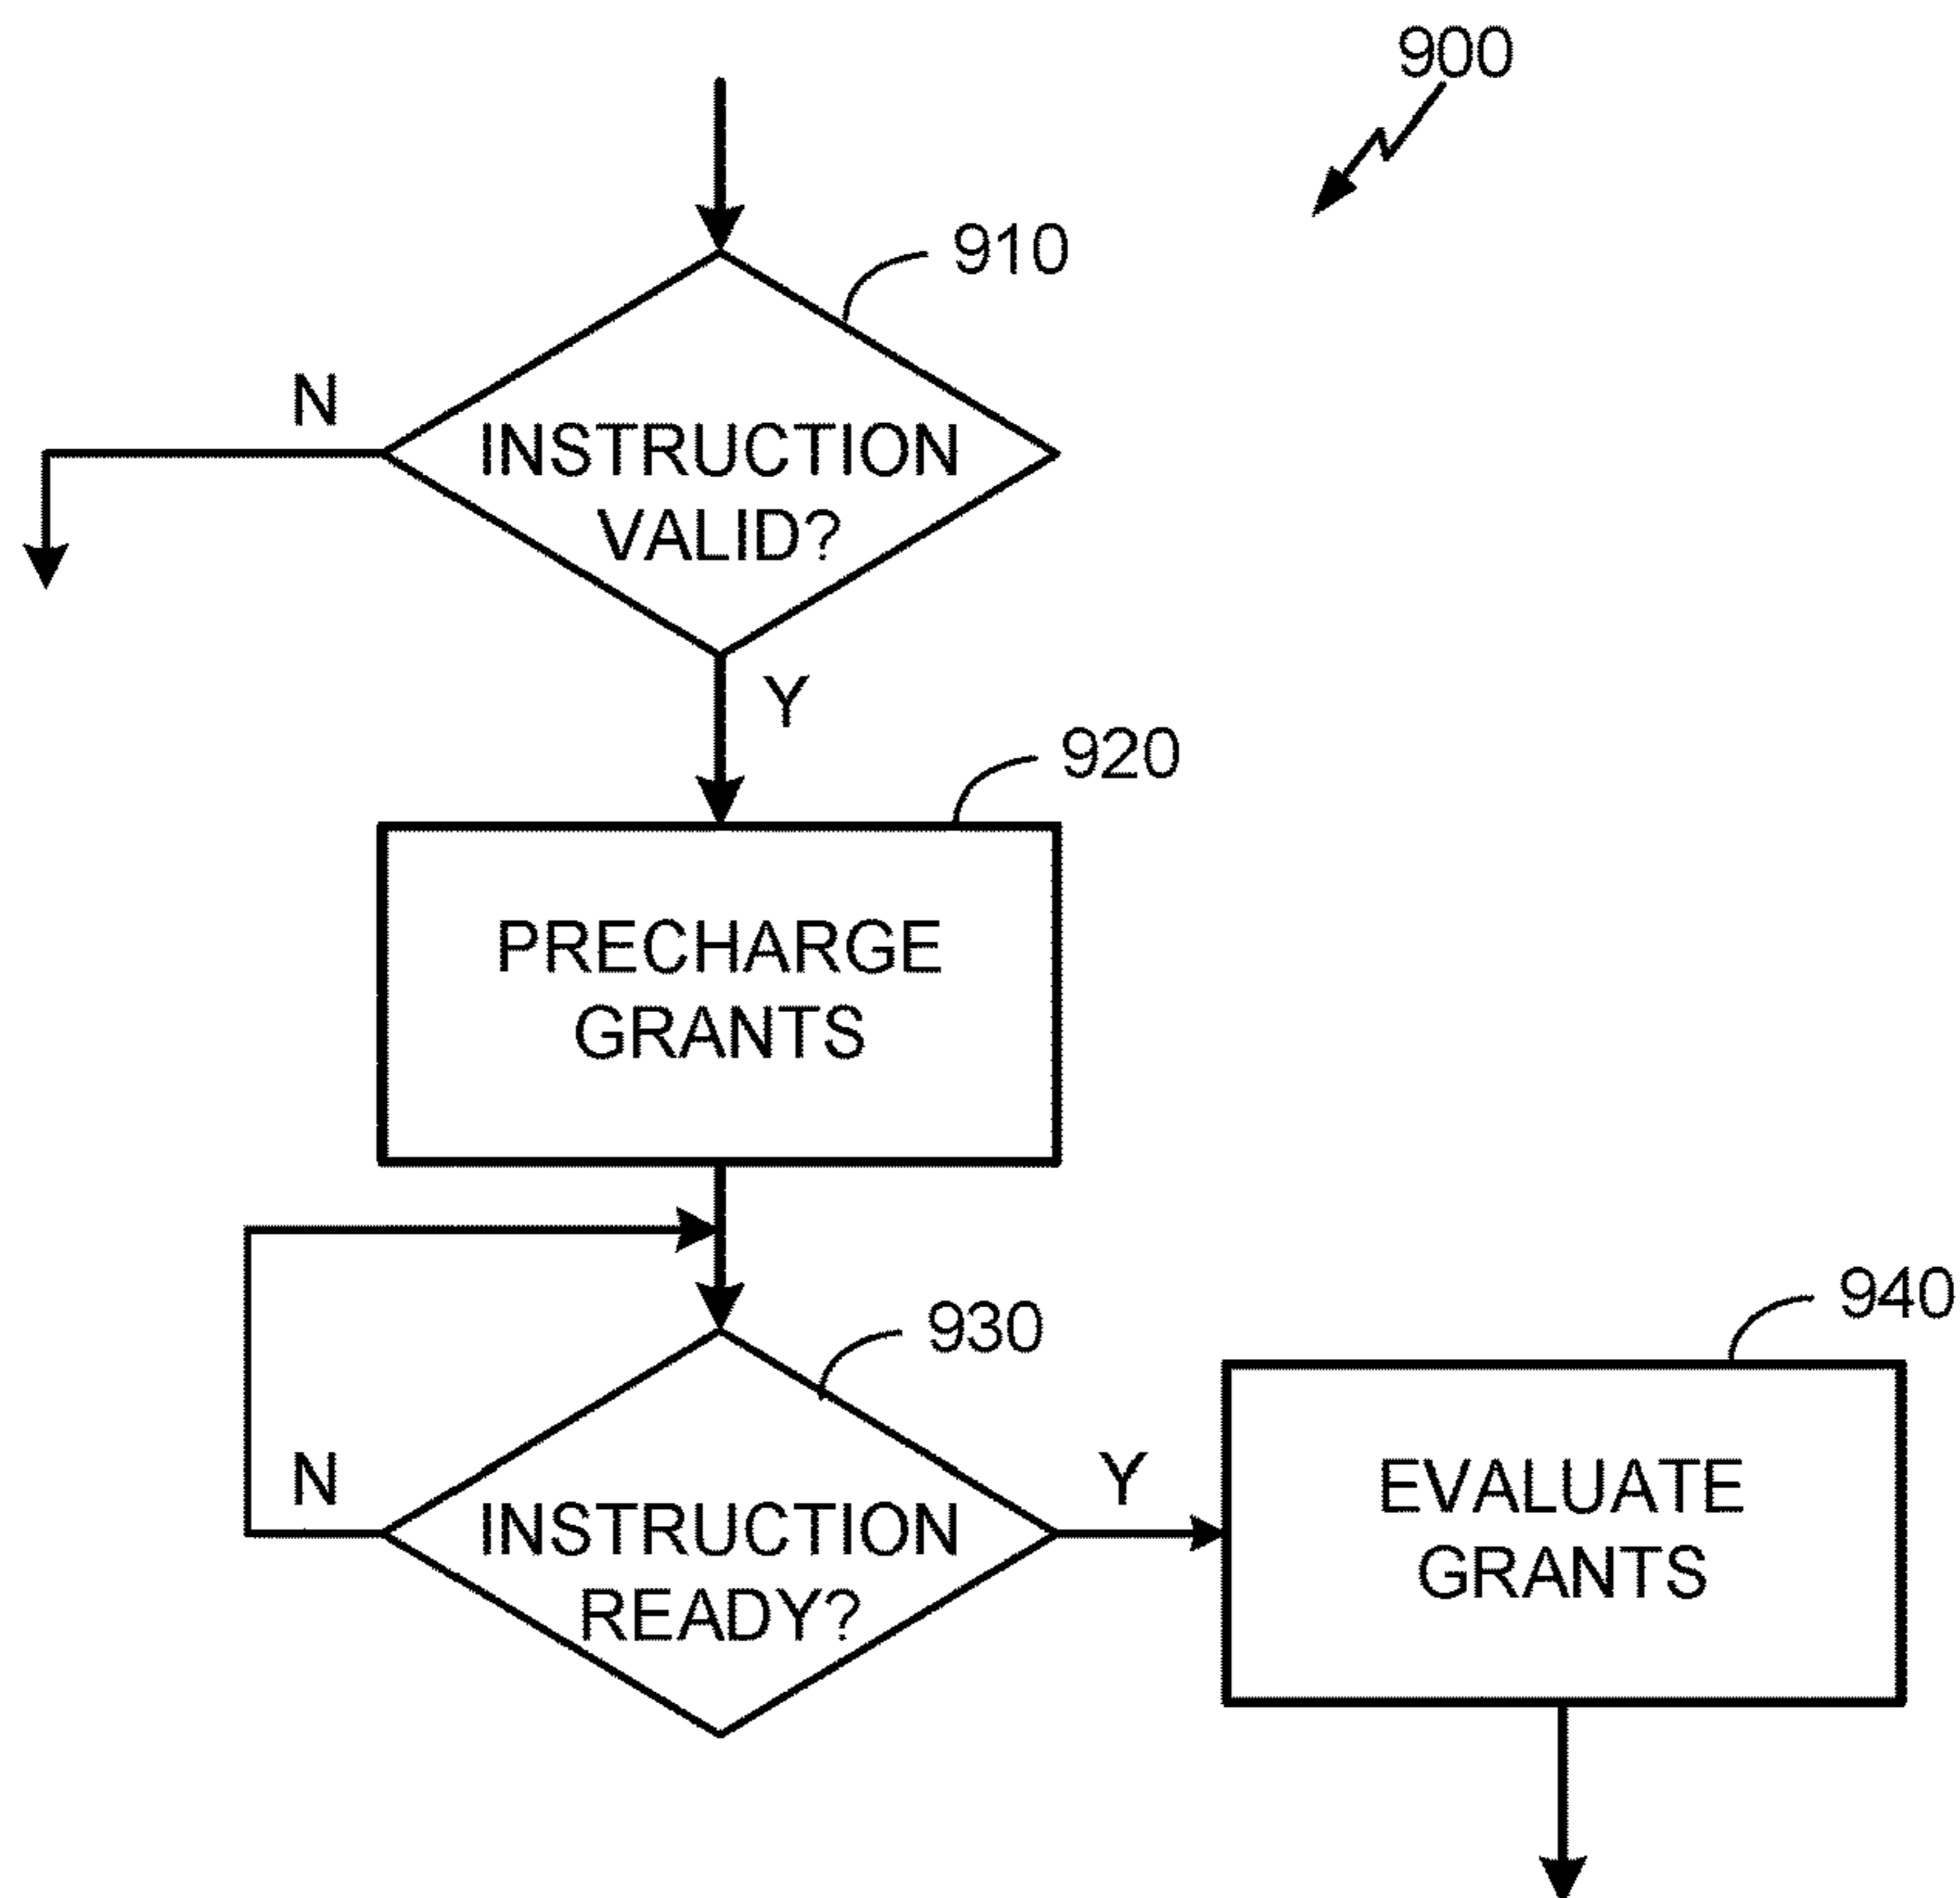 900
910
N
INSTRUCTION
VALID?
Y
920
PRECHARGE
GRANTS
930
940
N
INSTRUCTION
READY?
Y
EVALUATE
GRANTS